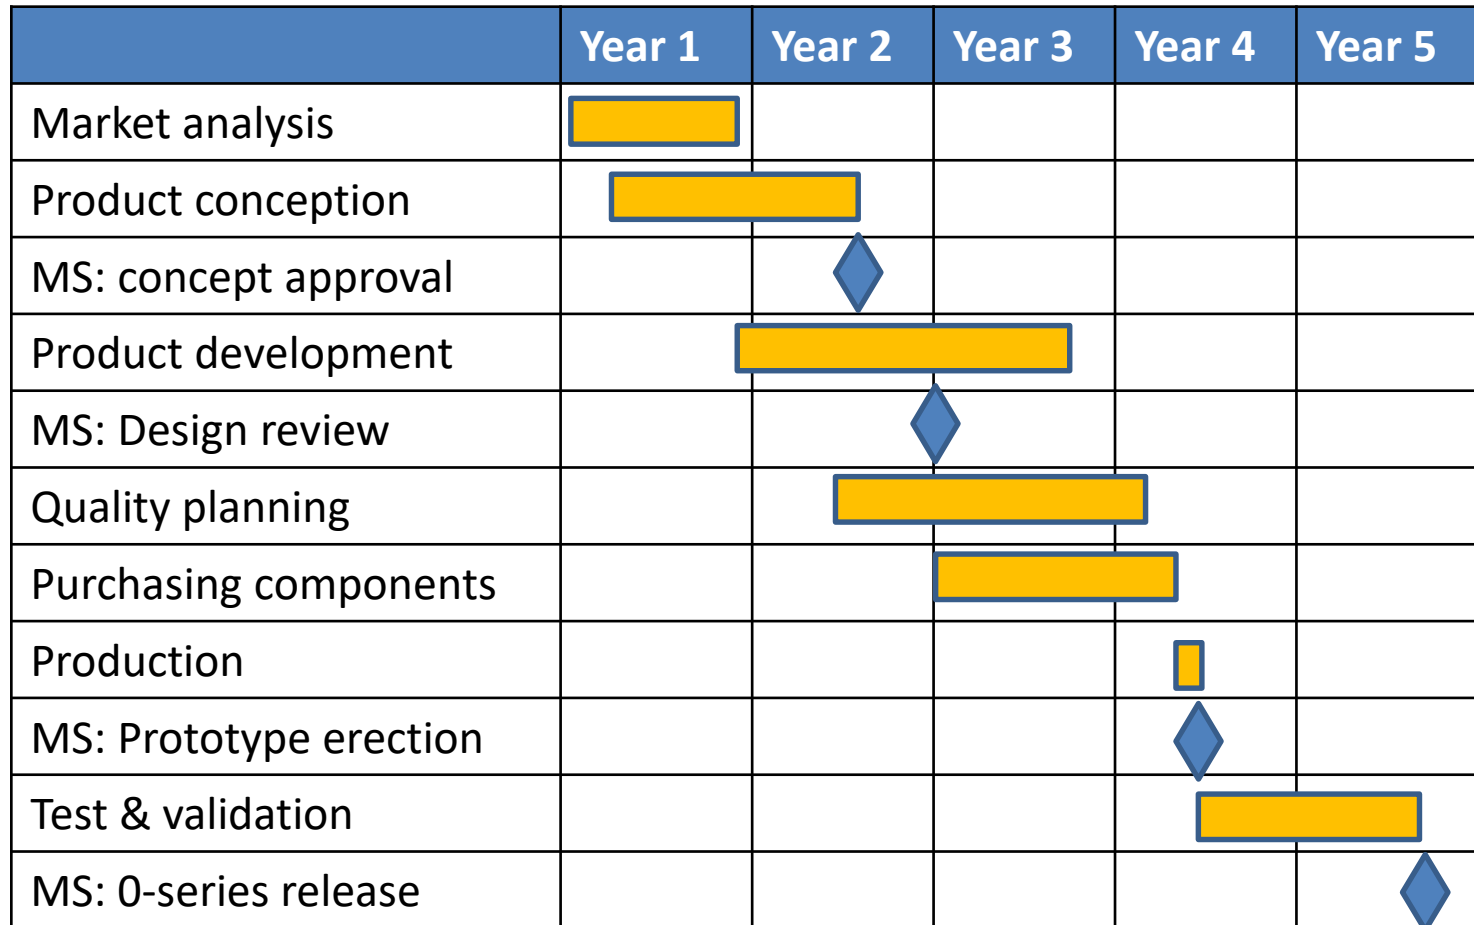 Year 1 Year 2 Year 3 Year 4 Year 5
Market analysis
Product conception
MS: concept approval
Product development
MS: Design review
Quality planning
Purchasing components
Production
MS: Prototype erection
Test & validation
MS: 0-series release